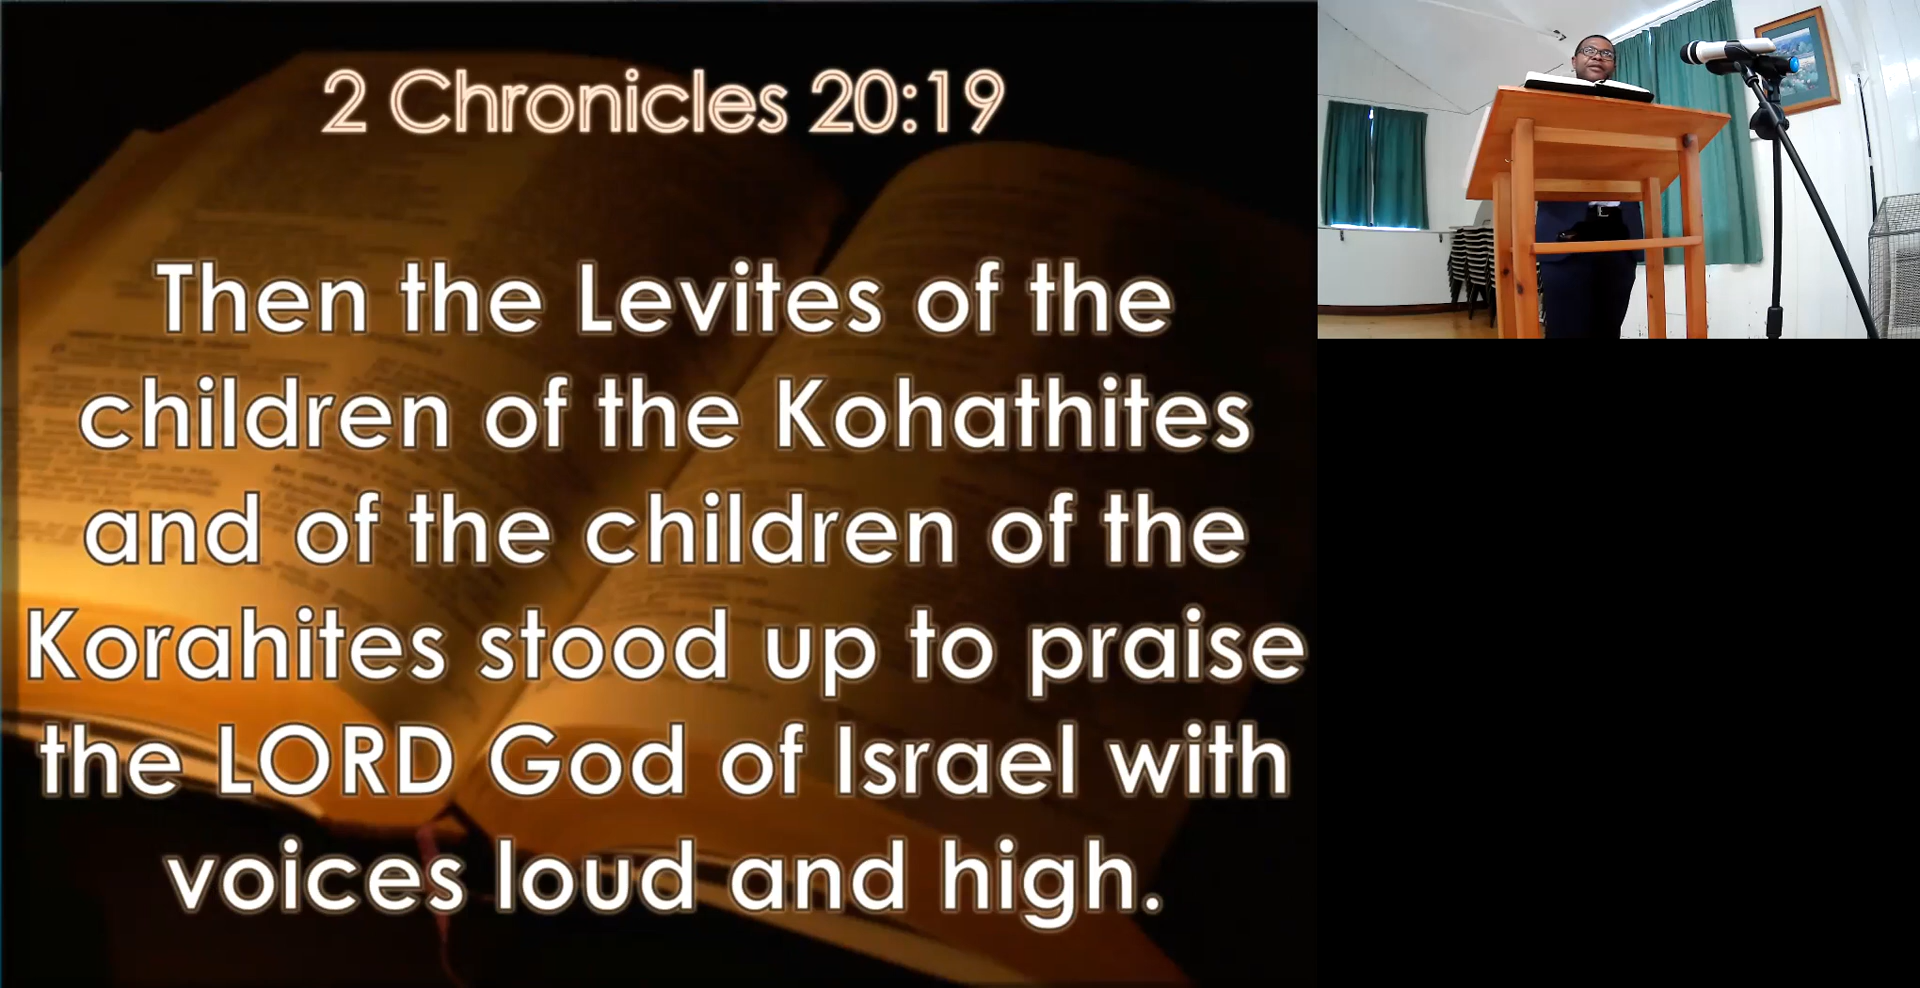 2 Chronicles 20:19
Then the Levites of the
children of the Kohathites
and of the children of the
Korahites stood up to praise
the LORD God of Israel with
voices loud and high.